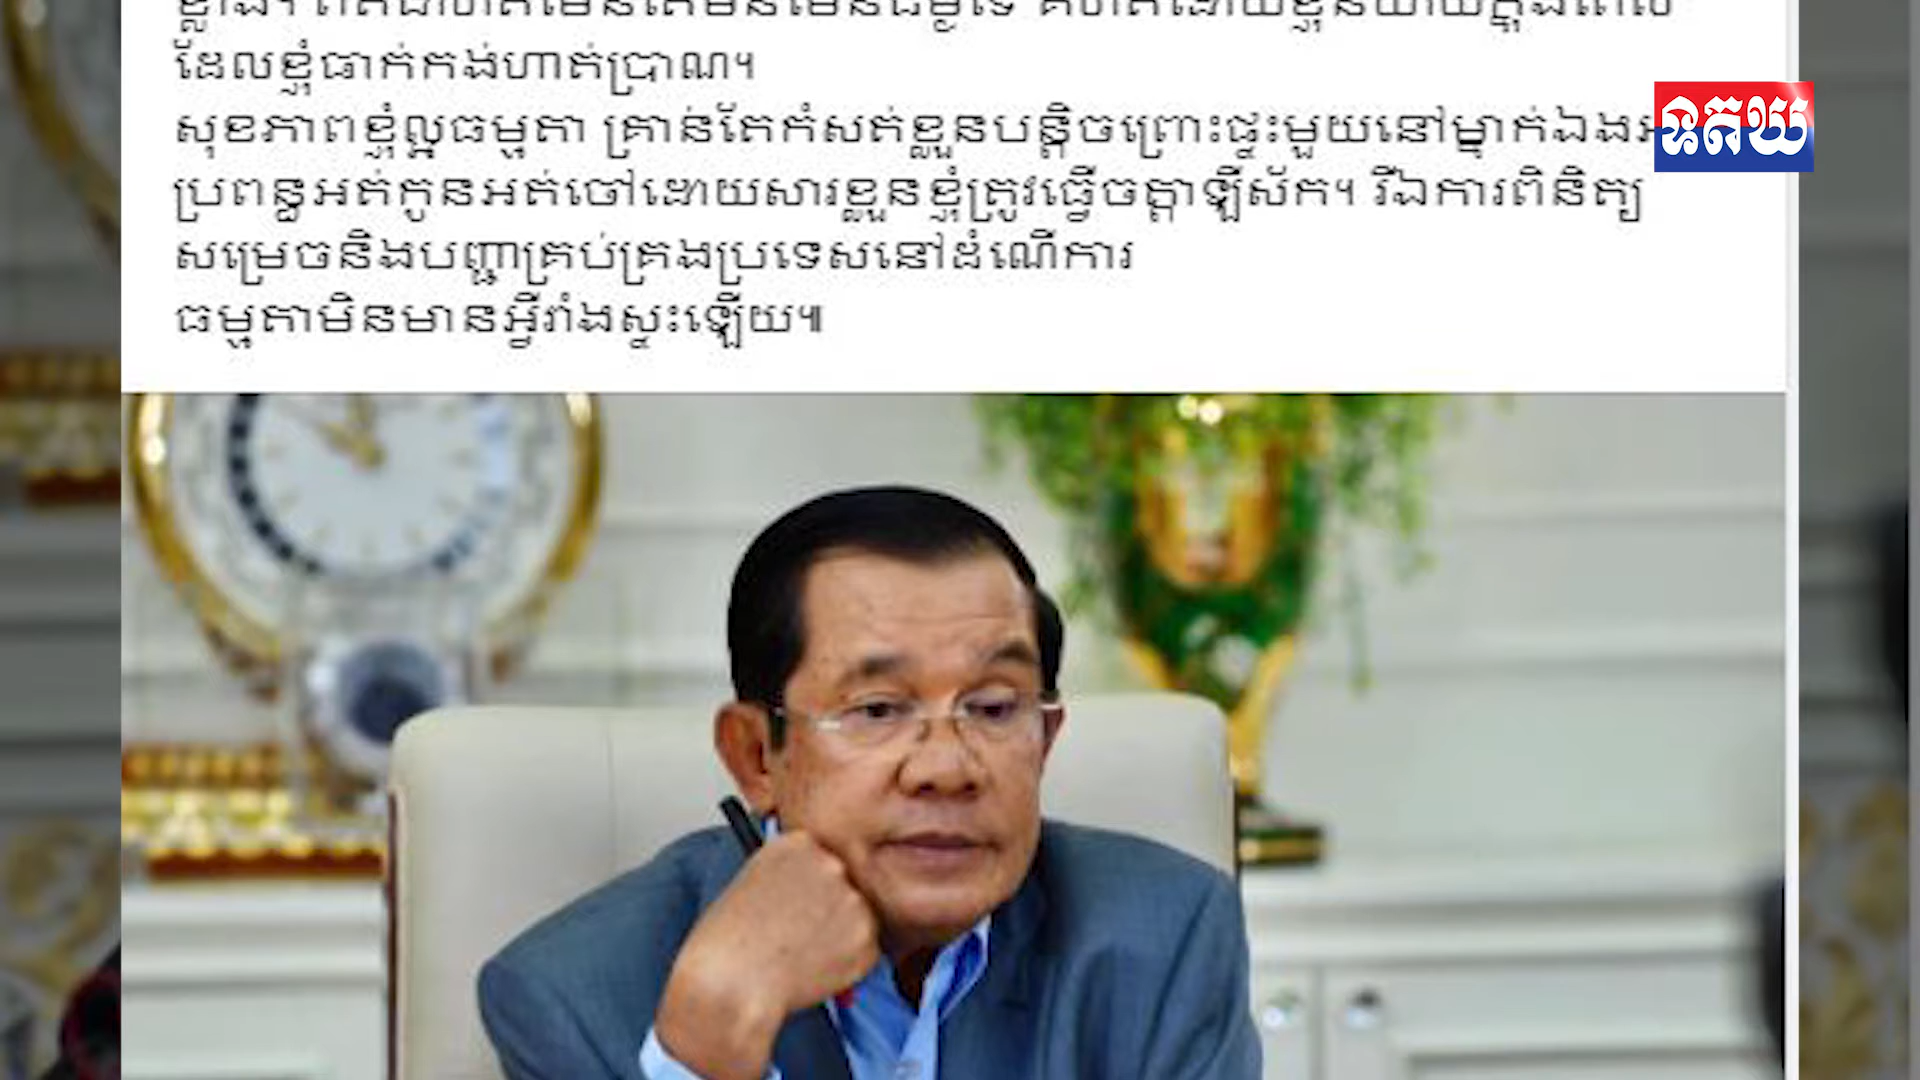 ដែលខ្ញុំធាក់កង់ហាត់ប្រាណ។
សុខភាពខ្ញុំល្អធម្មតា គ្រាន់តែកំសត់ខ្លួនបន្តិចព្រោះផ្ទះមួយនៅម្នាក់ឯង
ប្រពន្ធអត់កូនអត់ចៅដោយសារខ្លួនខ្ញុំត្រូវធ្វើចត្តាឡីស័ក។ រីឯការពិនិត្យ
សម្រេចនិងបញ្ជាគ្រប់គ្រងប្រទេសនៅដំណើការ
ធម្មតាមិនមានអ្វីរាំងស្ទះឡើយ៕
ឧតឃ